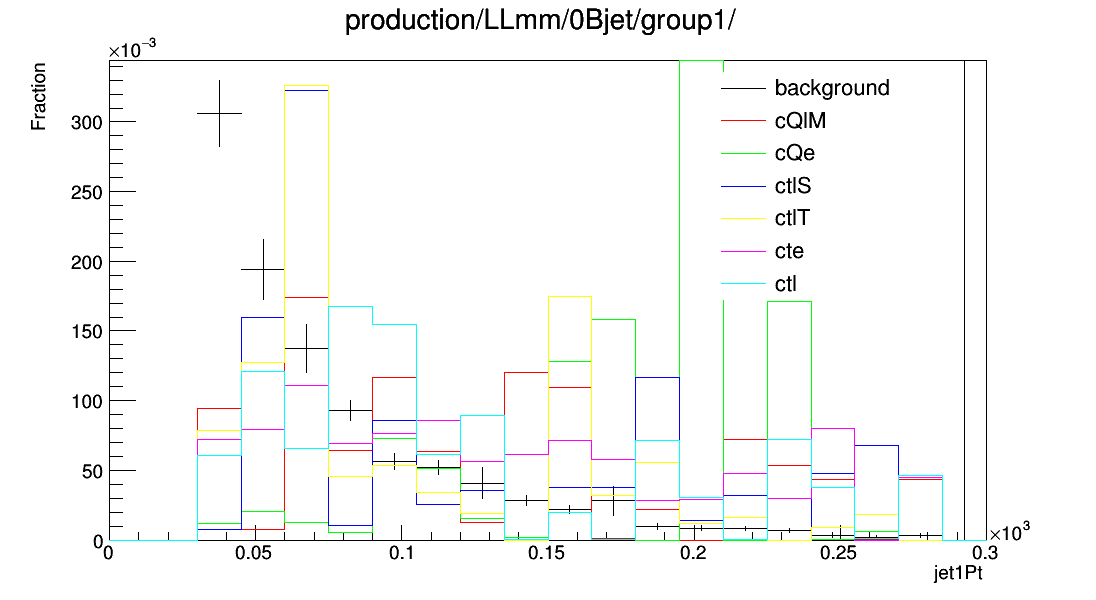 production/LLmm/0Bjet/group1/
×10⁻³
Fraction
300
250
200
150
100
50
0
background
cQlM
cQe
ctlS
ctlT
cte
ctl
0 0.05 0.1 0.15 0.2 0.25 0.3
×10³
jet1Pt